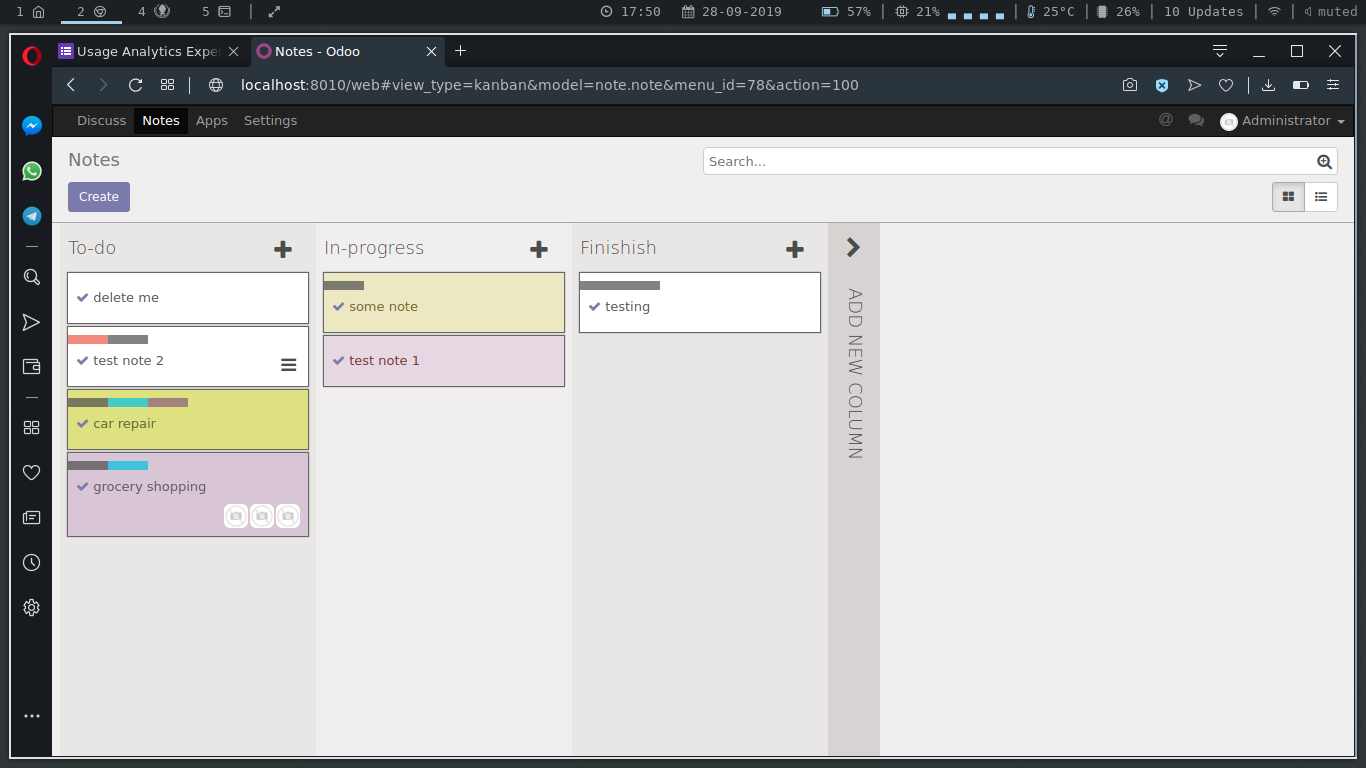 1 2 4 5 17:50 28-09-2019 57% 21% 25°C 26% 10 Updates muted
Usage Analytics Expe Notes - Odoo
localhost:8010/web#view_type=kanban&model=note.note&menu_id=78&action=100
Discuss Notes Apps Settings @ Administrator
Notes Search...
Create
To-do In-progress Finishish
delete me
some note testing
test note 2 test note 1
car repair
grocery shopping
ADD NEW COLUMN